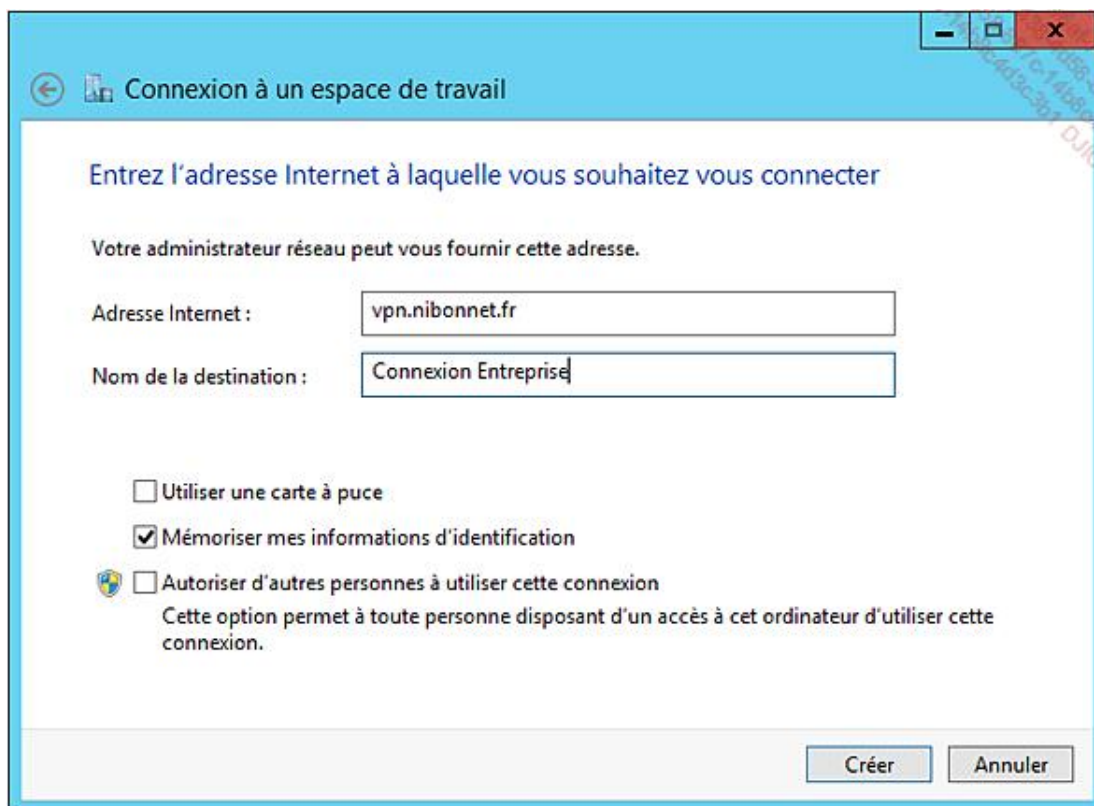 Connexion à un espace de travail
Entrez l'adresse Internet à laquelle vous souhaitez vous connecter
Votre administrateur réseau peut vous fournir cette adresse.
Adresse Internet :
vpn.nibonnet.fr
Nom de la destination :
Connexion Entreprise
Utiliser une carte à puce
Mémoriser mes informations d'identification
Autoriser d'autres personnes à utiliser cette connexion
Cette option permet à toute personne disposant d'un accès à cet ordinateur d'utiliser cette
connexion.
Créer
Annuler